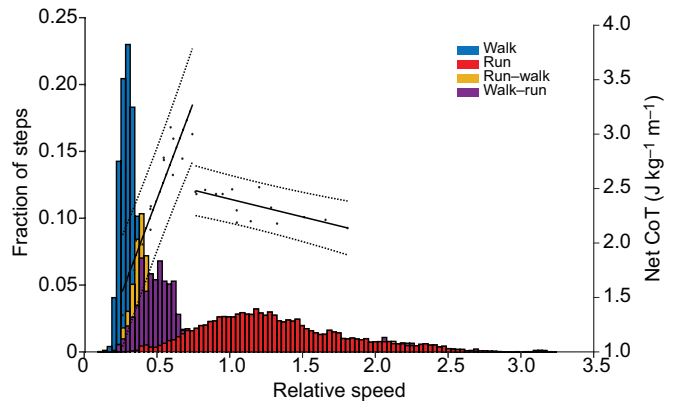 0.25
0.20
0.15
0.10
0.05
0
Fraction of steps
4.0
3.5
3.0
2.5
2.0
1.5
1.0
Net CoT (J kg⁻¹ m⁻¹)
Walk
Run
Run–walk
Walk–run
0 0.5 1.0 1.5 2.0 2.5 3.0 3.5
Relative speed